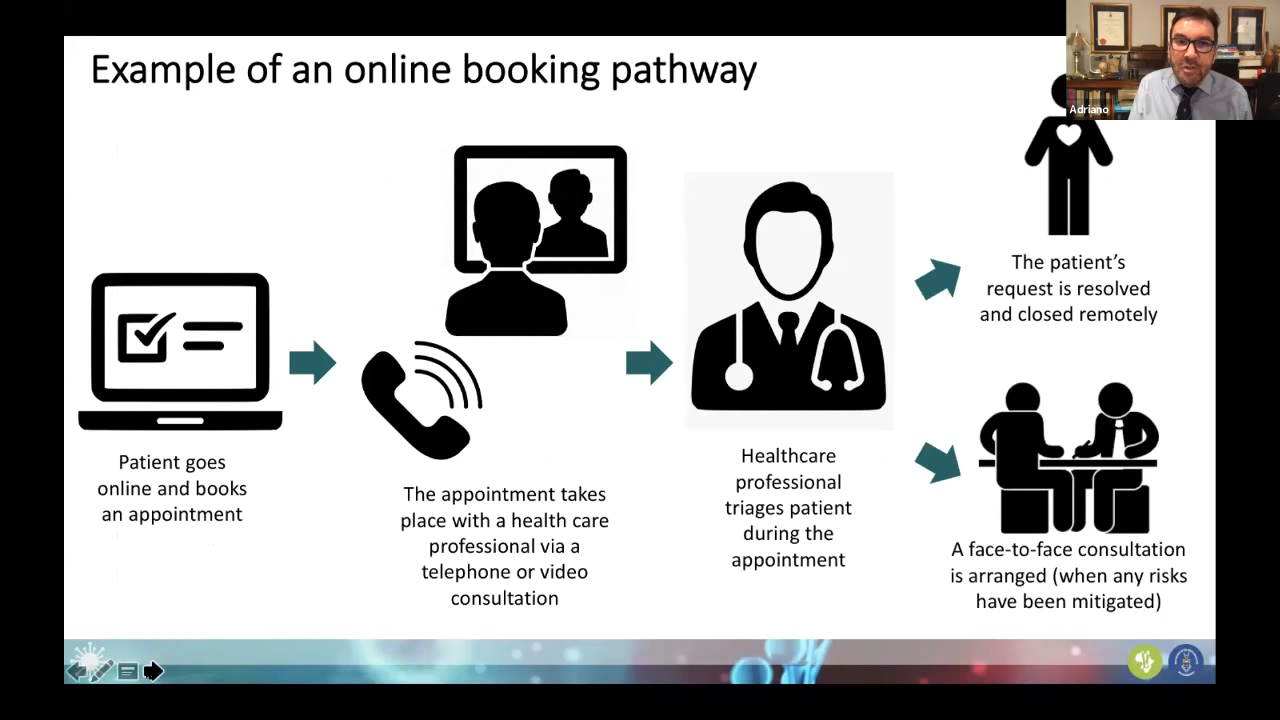 Example of an online booking pathway
Adriano
The patient's
request is resolved
and closed remotely
Patient goes
online and books
an appointment
The appointment takes
place with a health care
professional via a
telephone or video
consultation
Healthcare
professional
triages patient
during the
appointment
A face-to-face consultation
is arranged (when any risks
have been mitigated)